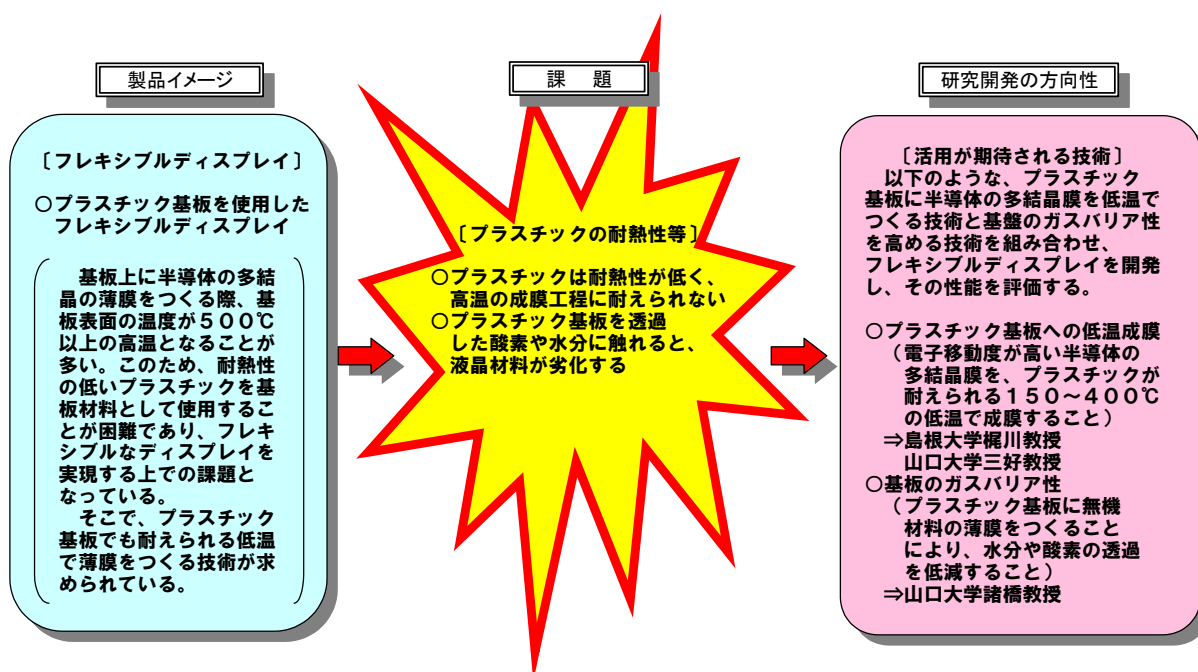 製品イメージ
〔フレキシブルディスプレイ〕
○プラスチック基板を使用した
フレキシブルディスプレイ
基板上に半導体の多結
晶の薄膜をつくる際、基
板表面の温度が５００℃
以上の高温となることが
多い。このため、耐熱性
の低いプラスチックを基
板材料として使用するこ
とが困難であり、フレキ
シブルなディスプレイを
実現する上での課題と
なっている。
そこで、プラスチック
基板でも耐えられる低温
で薄膜をつくる技術が求
められている。
課　題
〔プラスチックの耐熱性等〕
○プラスチックは耐熱性が低く、
高温の成膜工程に耐えられない
○プラスチック基板を透過
した酸素や水分に触れると、
液晶材料が劣化する
研究開発の方向性
〔活用が期待される技術〕
以下のような、プラスチック
基板に半導体の多結晶膜を低温で
つくる技術と基盤のガスバリア性
を高める技術を組み合わせ、
フレキシブルディスプレイを開発
し、その性能を評価する。
○プラスチック基板への低温成膜
（電子移動度が高い半導体の
多結晶膜を、プラスチックが
耐えられる１５０～４００℃
の低温で成膜すること）
⇒島根大学梶川教授
山口大学三好教授
○基板のガスバリア性
（プラスチック基板に無機
材料の薄膜をつくること
により、水分や酸素の透過
を低減すること）
⇒山口大学諸橋教授